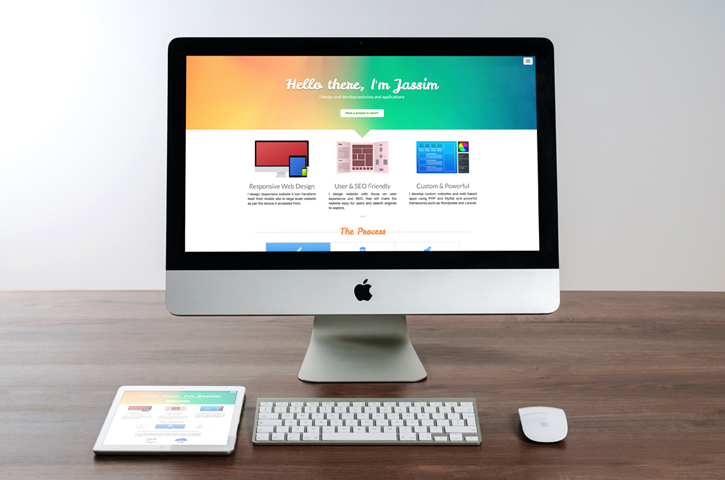 Hello there, I'm Jassim
I design and develop websites and applications
Have a project in mind?
Responsive Web Design
User & SEO Friendly
Custom & Powerful
I design responsive website it can transform
itself from mobile site to large scale website
as per the device it accessed from.
I design website with focus on user
experience and SEO, that will make the
website easy for users and search engines
to explore.
I develop custom websites and web based
apps using PHP and MySql and powerful
frameworks such as Wordpress and Laravel.
The Process
Hello there, I'm Jassim